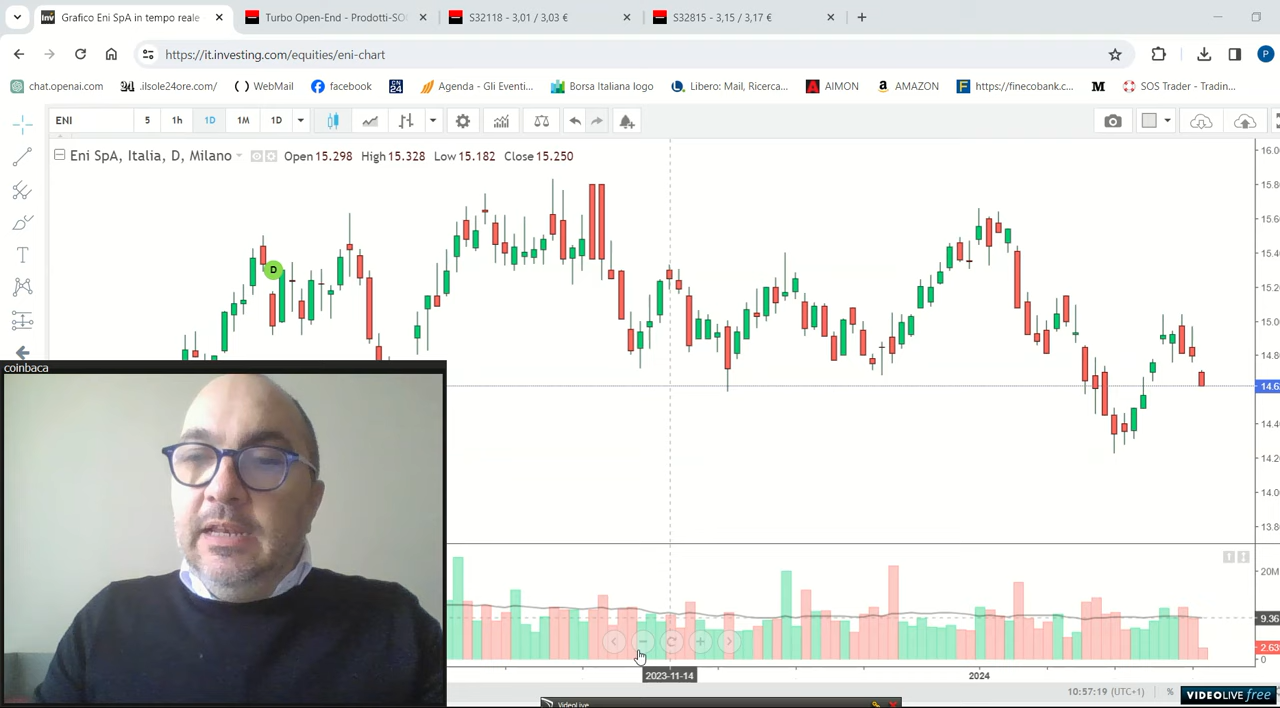 Grafico Eni SpA in tempo reale
Turbo Open-End - Prodotti-SO
- 3,01 / 3,03 €
S32815 - 3,15 / 3,17 €
https://it.investing.com/equities/eni-chart
P
chat.openai.com
.ilsole24ore.com/
WebMail
facebook
Agenda - Gli Eventi...
Borsa Italiana logo
Libero: Mail, Ricerca...
AIMON
AMAZON
https://finecobank.c...
M
SOS Trader - Tradin...
ENI
5
1h
1D
1M
1D
Eni SpA, Italia, D, Milano
Open 15.298 High 15.328 Low 15.182 Close 15.250
D
T
16.0
15.8
15.6
15.4
15.2
15.0
14.8
14.6
14.4
14.2
14.0
13.8
coinbaca
20M
9.36
2.63
0
2023-11-14
2024
10:57:19 (UTC+1)
%
VIDEOLIVE free
VideoLive